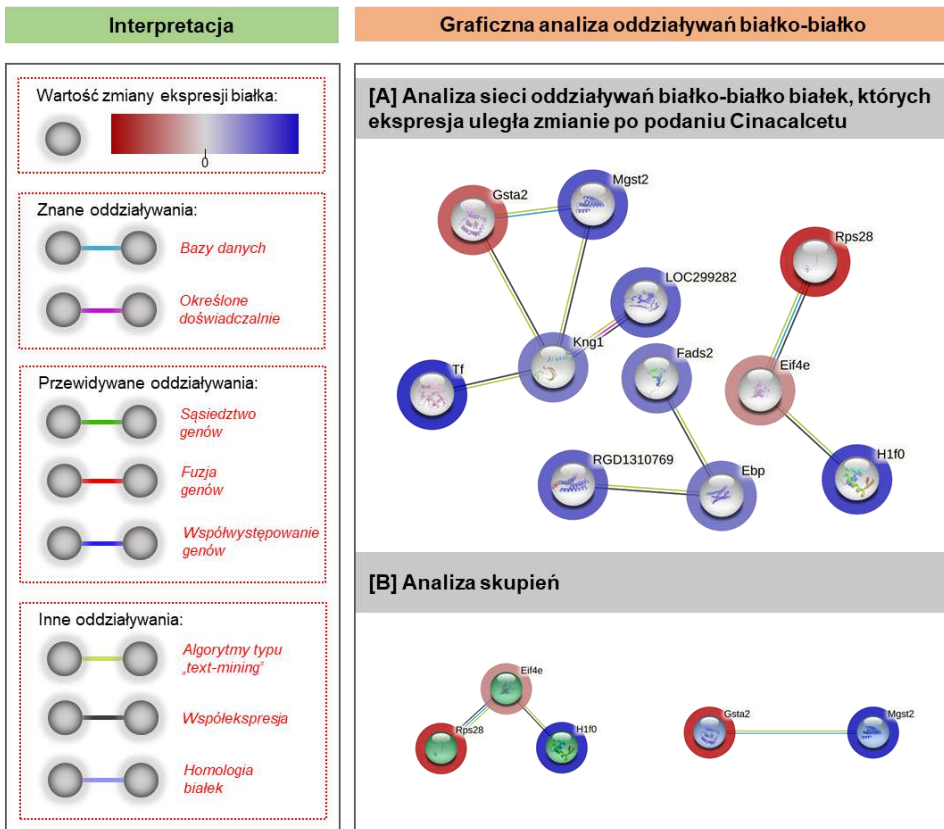 Interpretacja
Wartość zmiany ekspresji białka:
0
Znane oddziaływania:
Bazy danych
Określone
doświadczalnie
Przewidywane oddziaływania:
Sąsiedztwo
genów
Fuzja
genów
Współwystępowanie
genów
Inne oddziaływania:
Algorytmy typu
„text-mining”
Współekspresja
Homologia
białek
Graficzna analiza oddziaływań białko-białko
[A] Analiza sieci oddziaływań białko-białko białek, których
ekspresja uległa zmianie po podaniu Cinacalcetu
Gsta2
Mgst2
Rps28
LOC299282
Kng1
Fads2
Tf
Eif4e
RGD1310769
Ebp
H1f0
[B] Analiza skupień
Eif4e
Rps28
H1f0
Gsta2
Mgst2